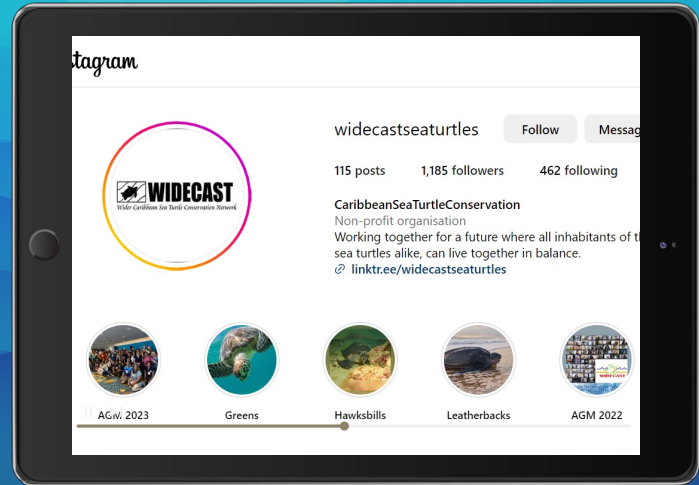 stagram
WIDECAST
Wider Caribbean Sea Turtle Conservation Network
widecastseaturtles
Follow
Messag
115 posts
1,185 followers
462 following
CaribbeanSeaTurtleConservation
Non-profit organisation
Working together for a future where all inhabitants of t
sea turtles alike, can live together in balance.
linktr.ee/widecastseaturtles
AGM 2023
Greens
Hawksbills
Leatherbacks
AGM 2022